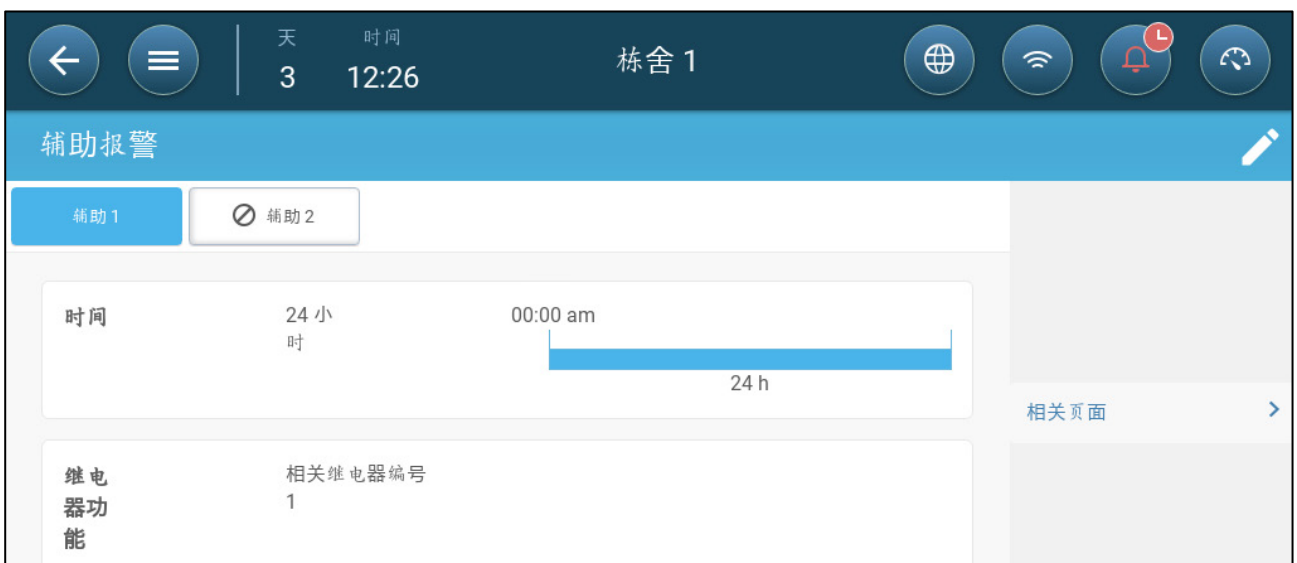 天 时间
3 12:26
栋舍 1
辅助报警
辅助 1
辅助 2
时间
24 小
时
00:00 am
24 h
相关页面
继电
器功
能
相关继电器编号
1